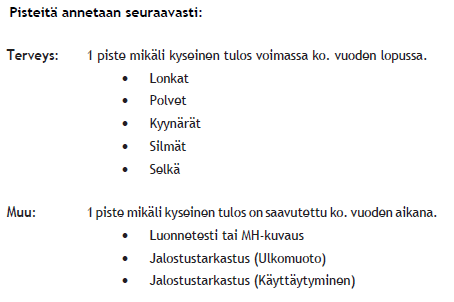 Pisteitä annetaan seuraavasti:
Terveys: 1 piste mikäli kyseinen tulos voimassa ko. vuoden lopussa.
• Lonkat
• Polvet
• Kyynärät
• Silmät
• Selkä
Muu: 1 piste mikäli kyseinen tulos on saavutettu ko. vuoden aikana.
• Luonnetesti tai MH-kuvaus
• Jalostustarkastus (Ulkomuoto)
• Jalostustarkastus (Käyttäytyminen)